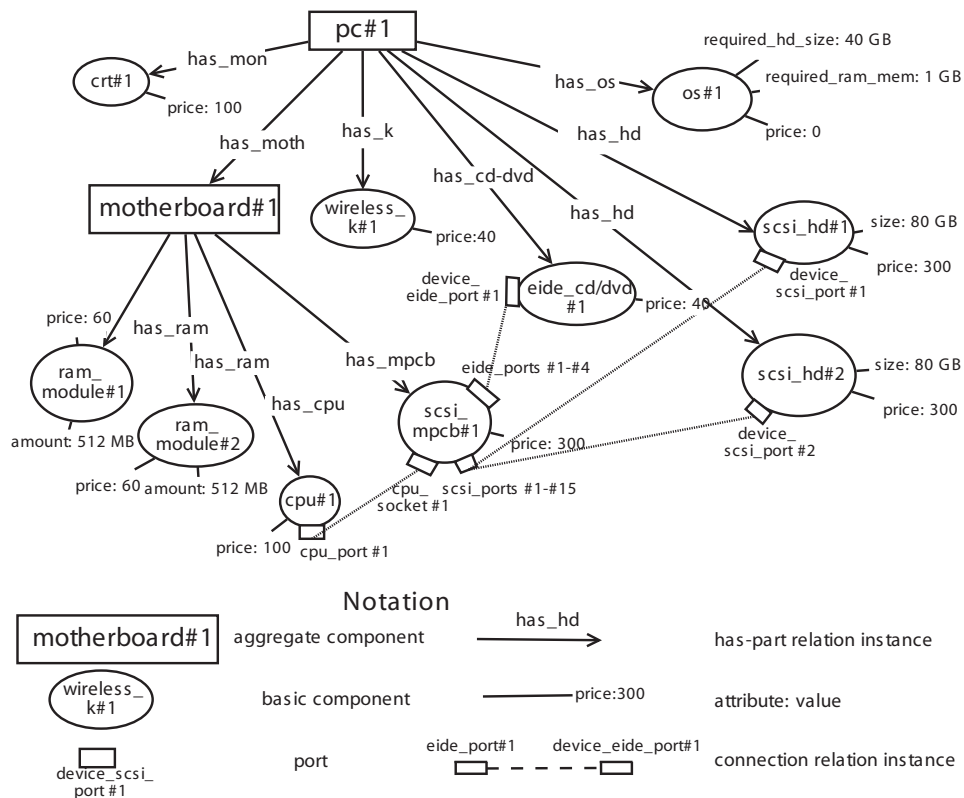 pc#1
required_hd_size: 40 GB
has_mon
crt#1
has_os
required_ram_mem: 1 GB
os#1
price: 100
price: 0
has_moth
has_k
has_hd
has_cd-dvd
motherboard#1
wireless_
k#1
price:40
has_hd
scsi_hd#1
size: 80 GB
price: 300
device_
scsi_port #1
device_
eide_port #1
eide_cd/dvd
#1
price: 40
price: 60
has_ram
has_ram
has_mpcb
eide_ports #1-#4
ram_
module#1
amount: 512 MB
has_cpu
scsi_
mpcb#1
price: 300
scsi_hd#2
size: 80 GB
price: 300
device_
scsi_port #2
ram_
module#2
price: 60
amount: 512 MB
cpu#1
cpu_
socket #1
scsi_ports #1-#15
price: 100
cpu_port #1
Notation
motherboard#1
aggregate component
has_hd
has-part relation instance
wireless_
k#1
basic component
price:300
attribute: value
device_scsi_
port #1
port
eide_port#1
device_eide_port#1
connection relation instance